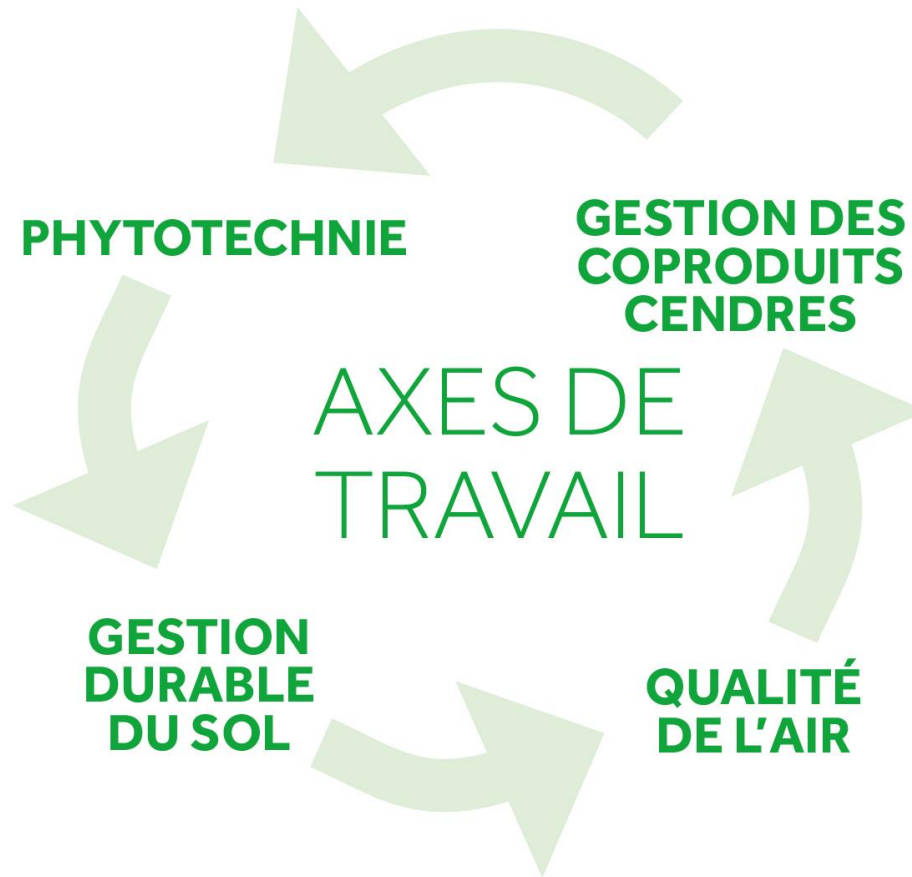 PHYTOTECHNIE
GESTION DES
COPRODUITS
CENDRES
AXES DE
TRAVAIL
GESTION
DURABLE
DU SOL
QUALITÉ
DE L'AIR